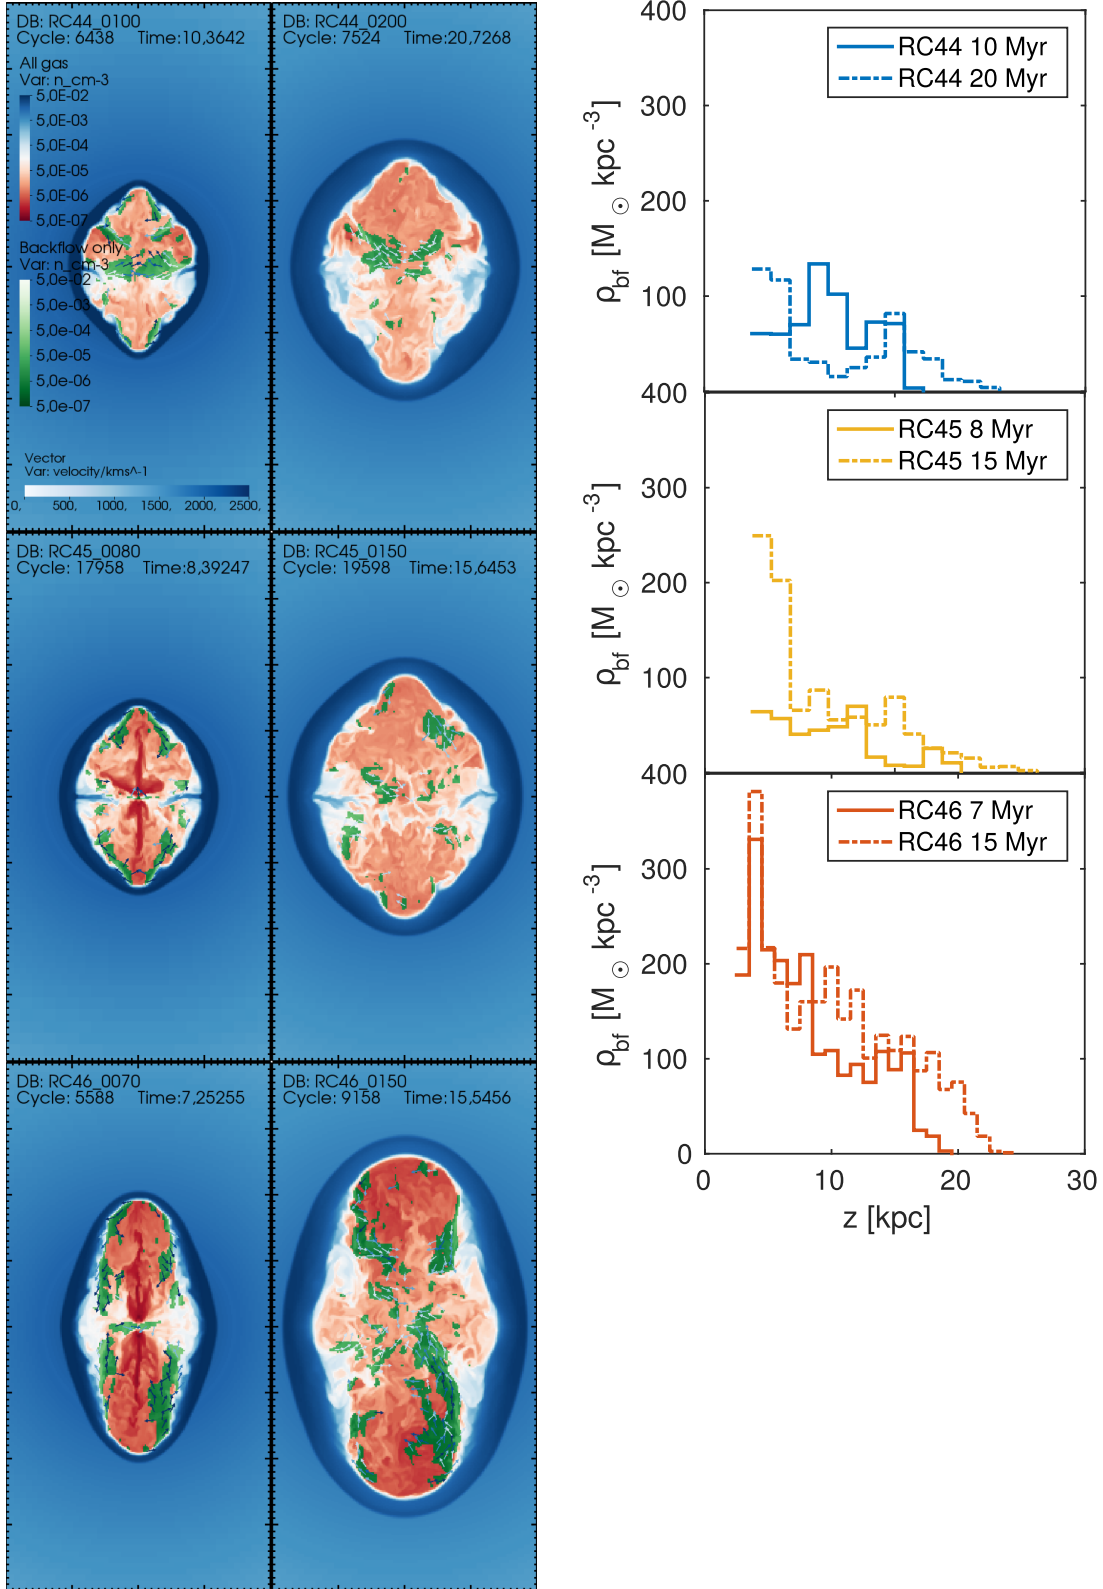 DB: RC44_0100
Cycle: 6438 Time:10,3642
All gas
Var: n_cm-3
5,0E-02
5,0E-03
5,0E-04
5,0E-05
5,0E-06
5,0E-07
Backflow only
Var: n_cm-3
5,0e-02
5,0e-03
5,0e-04
5,0e-05
5,0e-06
5,0e-07
Vector
Var: velocity/kms^-1
0, 500, 1000, 1500, 2000, 2500,
DB: RC44_0200
Cycle: 7524 Time:20,7268
DB: RC45_0080
Cycle: 17958 Time:8,39247
DB: RC45_0150
Cycle: 19598 Time:15,6453
DB: RC46_0070
Cycle: 5588 Time:7,25255
DB: RC46_0150
Cycle: 9158 Time:15,5456
400
300
200
100
ρbf [M⊙ kpc-3]
RC44 10 Myr
RC44 20 Myr
400
300
200
100
ρbf [M⊙ kpc-3]
RC45 8 Myr
RC45 15 Myr
400
300
200
100
0
ρbf [M⊙ kpc-3]
RC46 7 Myr
RC46 15 Myr
0 10 20 30
z [kpc]